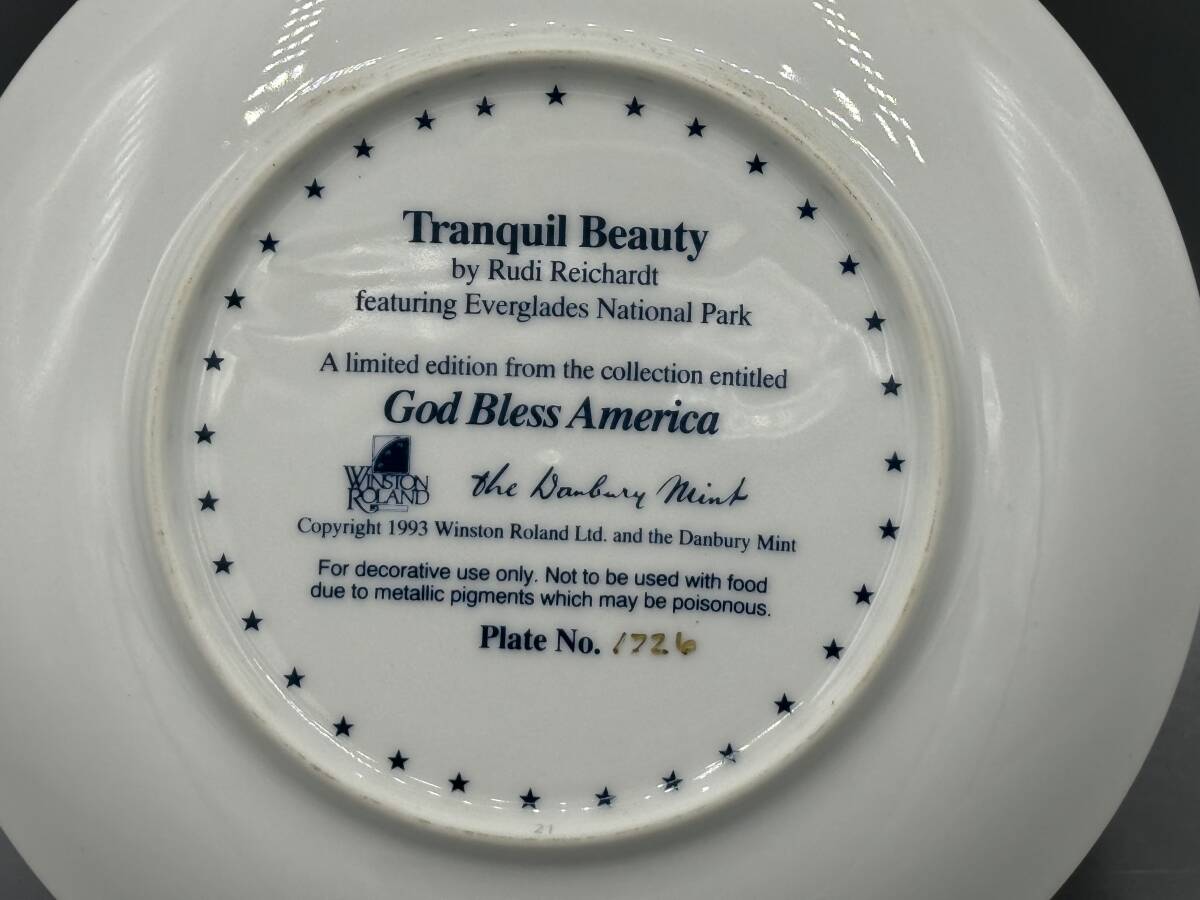 Tranquil Beauty
by Rudi Reichardt
featuring Everglades National Park
A limited edition from the collection entitled
God Bless America
WINSTON
ROLAND
the Danbury Mint
Copyright 1993 Winston Roland Ltd. and the Danbury Mint
For decorative use only. Not to be used with food
due to metallic pigments which may be poisonous.
Plate No. 1726
21